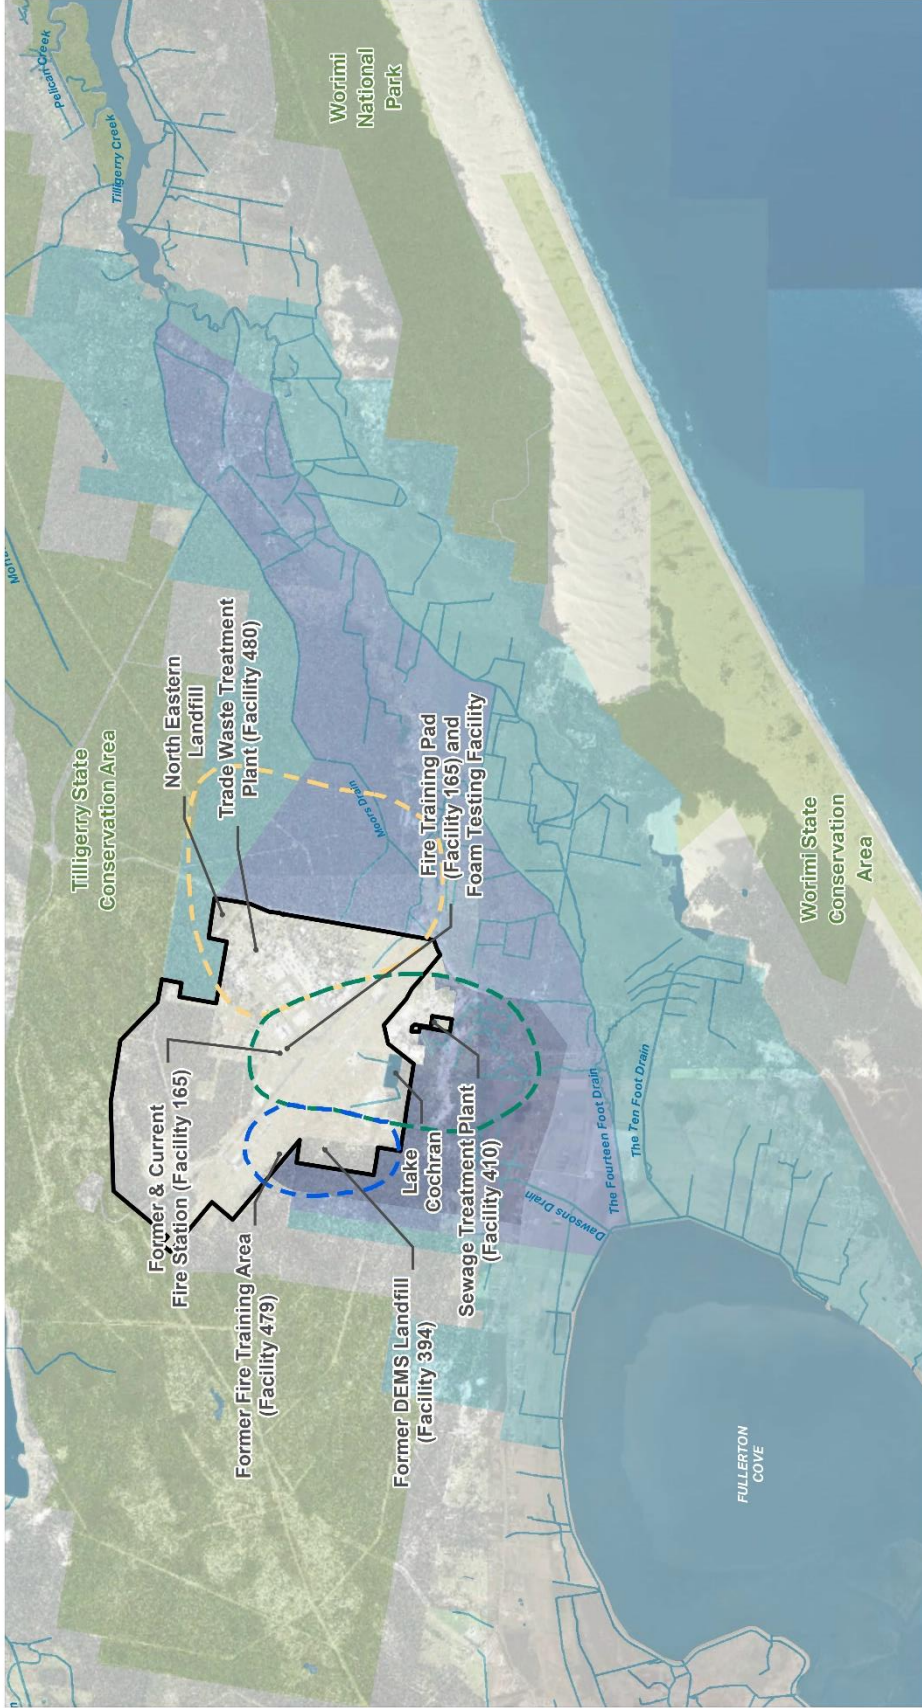 Pelican Creek
Tilligerry Creek
Worimi
National
Park
Tilligerry State
Conservation Area
North Eastern
Landfill
Trade Waste Treatment
Plant (Facility 480)
Moors Drain
Fire Training Pad
(Facility 165) and
Foam Testing Facility
Former & Current
Fire Station (Facility 165)
Former Fire Training Area
(Facility 479)
Former DEMS Landfill
(Facility 394)
Lake
Cochran
Sewage Treatment Plant
(Facility 410)
Dawsons Drain
The Fourteen Foot Drain
The Ten Foot Drain
Worimi State
Conservation
Area
FULLERTON
COVE